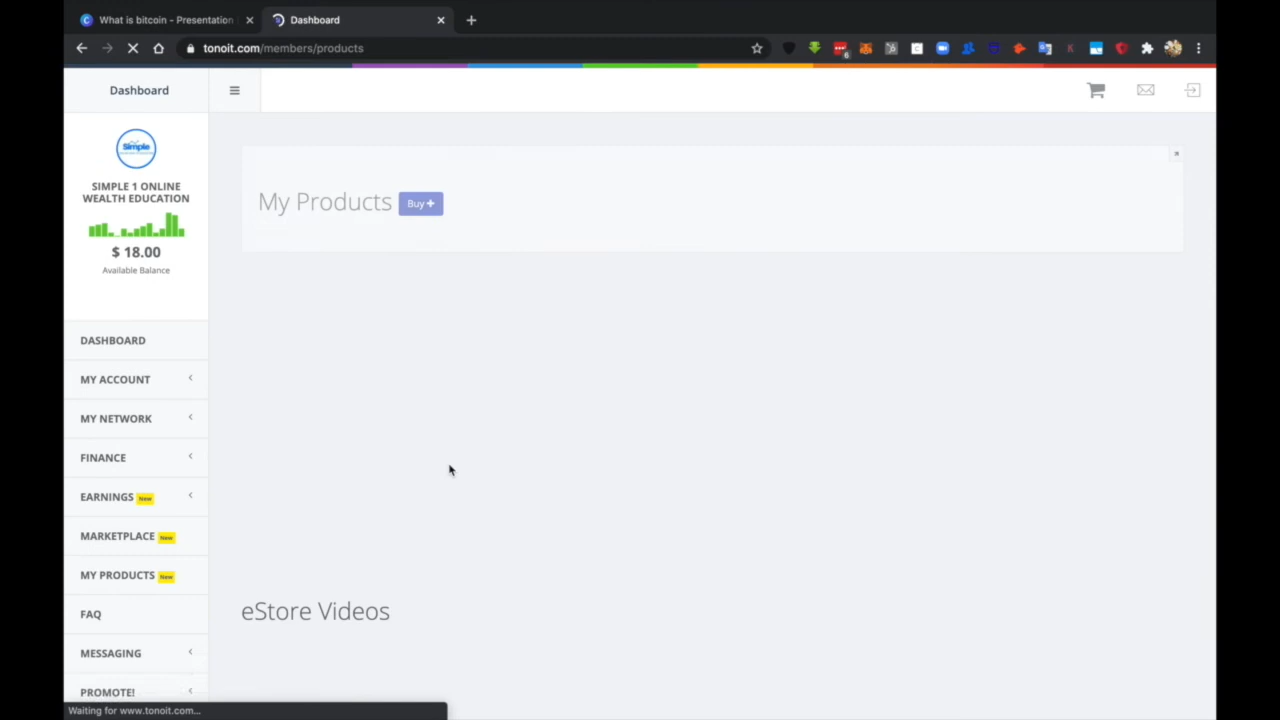 What is bitcoin - Presentation
Dashboard
tonoit.com/members/products
6
Dashboard
Simple
SIMPLE 1 ONLINE
WEALTH EDUCATION
$ 18.00
Available Balance
My Products
Buy +
DASHBOARD
MY ACCOUNT
MY NETWORK
FINANCE
EARNINGS New
MARKETPLACE New
MY PRODUCTS New
FAQ
MESSAGING
PROMOTE!
eStore Videos
Waiting for www.tonoit.com...